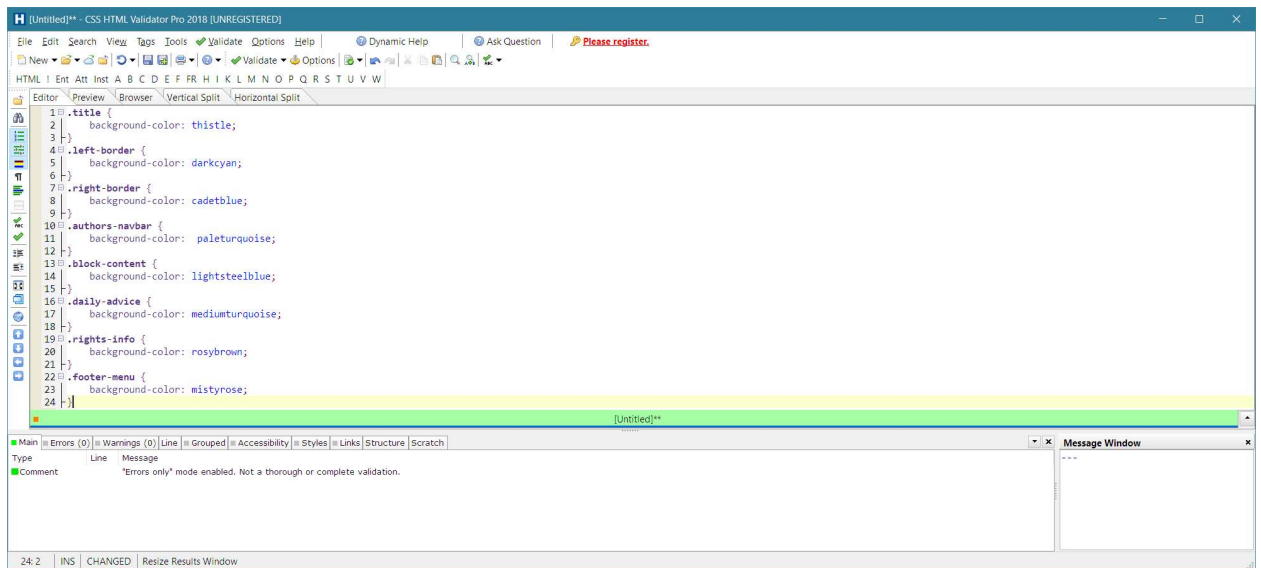 [Untitled]** - CSS HTML Validator Pro 2018 [UNREGISTERED]
File Edit Search View Tags Tools Validate Options Help Dynamic Help Ask Question Please register.
New Validate Options
HTML ! Ent Att Inst A B C D E F FR H I K L M N O P Q R S T U V W
Editor Preview Browser Vertical Split Horizontal Split
1 .title {
2 background-color: thistle;
3 }
4 .left-border {
5 background-color: darkcyan;
6 }
7 .right-border {
8 background-color: cadetblue;
9 }
10 .authors-navbar {
11 background-color:  paleturquoise;
12 }
13 .block-content {
14 background-color: lightsteelblue;
15 }
16 .daily-advice {
17 background-color: mediumturquoise;
18 }
19 .rights-info {
20 background-color: rosybrown;
21 }
22 .footer-menu {
23 background-color: mistyrose;
24 }
[Untitled]**
Main Errors (0) Warnings (0) Line Grouped Accessibility Styles Links Structure Scratch Message Window
Type Line Message ---
Comment "Errors only" mode enabled. Not a thorough or complete validation.
24: 2 INS CHANGED Resize Results Window